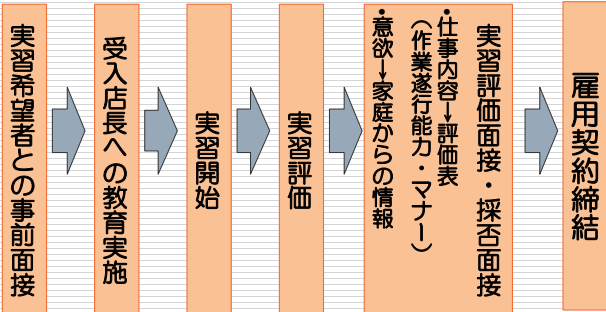 実習希望者との事前面接
受入店長への教育実施
実習開始
実習評価
実習評価面接・採否面接
・仕事内容→評価表
（作業遂行能力・マナー）
・意欲→家庭からの情報
雇用契約締結